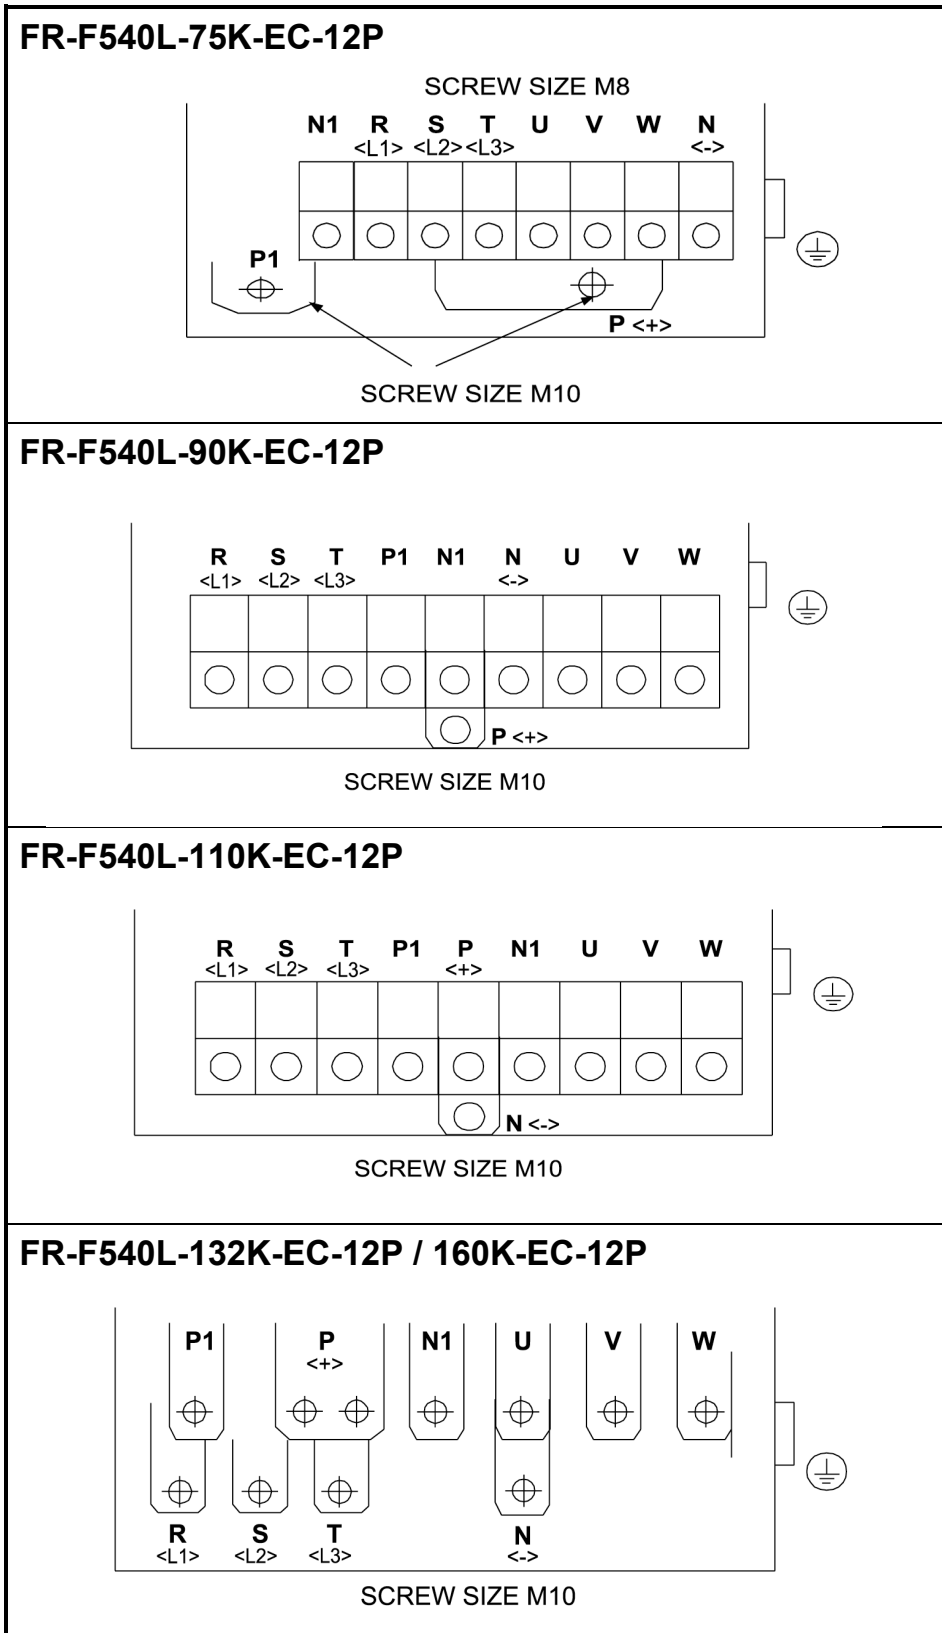 FR-F540L-75K-EC-12P
SCREW SIZE M8
N1 R S T U V W N
<L1> <L2> <L3> <->
P1
P <+>
SCREW SIZE M10
FR-F540L-90K-EC-12P
R S T P1 N1 N U V W
<L1> <L2> <L3> <->
P <+>
SCREW SIZE M10
FR-F540L-110K-EC-12P
R S T P1 P N1 U V W
<L1> <L2> <L3> <+>
N <->
SCREW SIZE M10
FR-F540L-132K-EC-12P / 160K-EC-12P
P1 P N1 U V W
<+>
R S T N
<L1> <L2> <L3> <->
SCREW SIZE M10